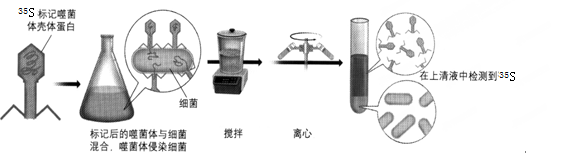 35S 标记噬菌
体壳体蛋白
细菌
标记后的噬菌体与细菌
混合，噬菌体侵染细菌
搅拌
离心
在上清液中检测到35S